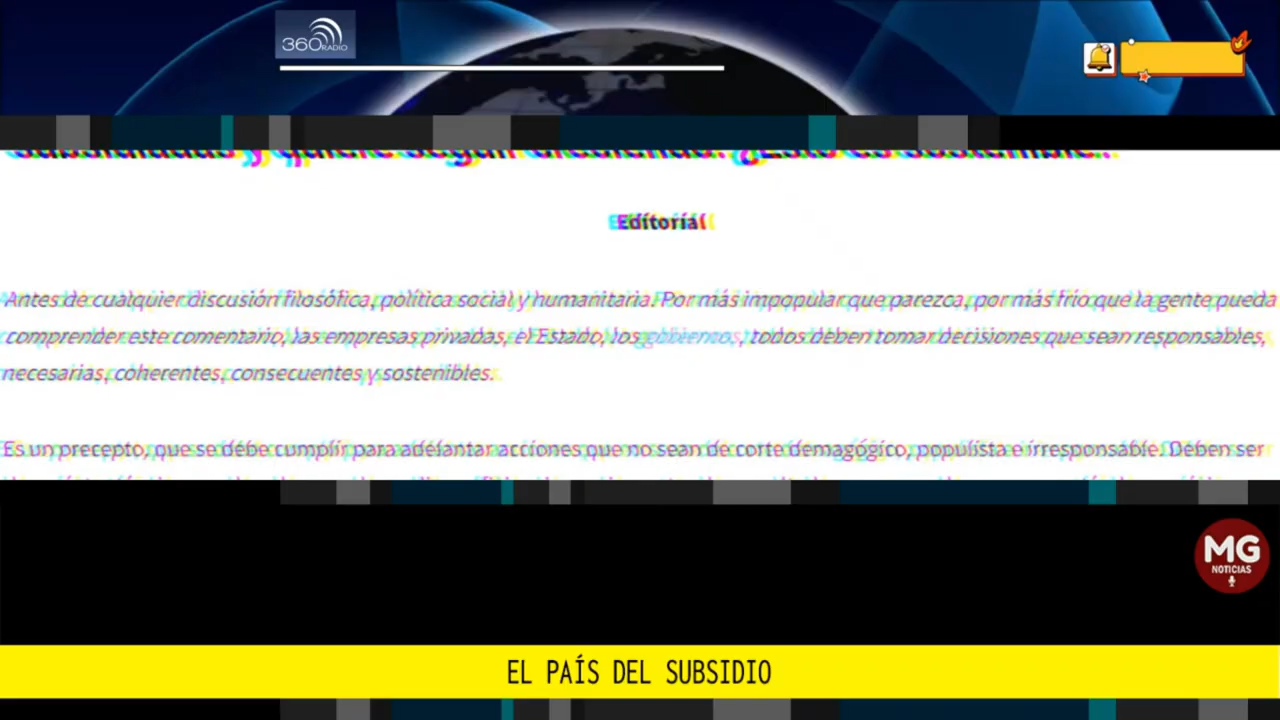 360RADIO
Editorial
Antes de cualquier discusión filosófica, política social y humanitaria. Por más impopular que parezca, por más frío que la gente pueda
comprender este comentario, las empresas privadas, el Estado, los gobiernos, todos deben tomar decisiones que sean responsables,
necesarias, coherentes, consecuentes y sostenibles.
Es un precepto, que se debe cumplir para adelantar acciones que no sean de corte demagógico, populista e irresponsable. Deben ser
MG
NOTICIAS
EL PAÍS DEL SUBSIDIO